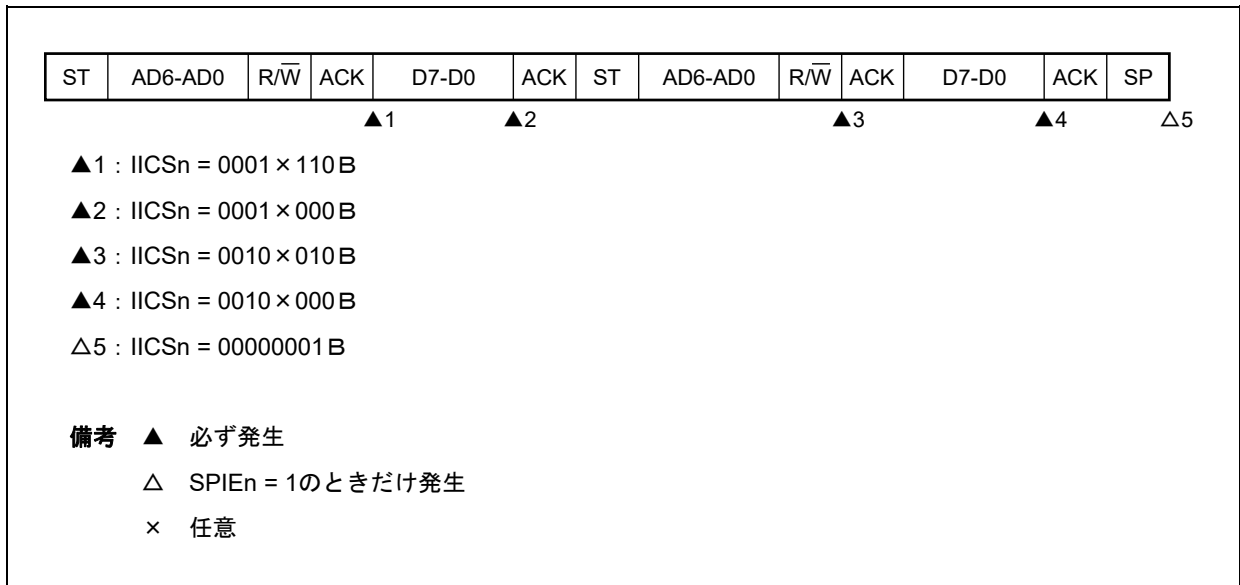 ST AD6-AD0 R/W̅ ACK D7-D0 ACK ST AD6-AD0 R/W̅ ACK D7-D0 ACK SP
▲1 ▲2 ▲3 ▲4 △5
▲1：IICSn = 0001×110B
▲2：IICSn = 0001×000B
▲3：IICSn = 0010×010B
▲4：IICSn = 0010×000B
△5：IICSn = 00000001B
備考 ▲ 必ず発生
△ SPIEn = 1のときだけ発生
× 任意